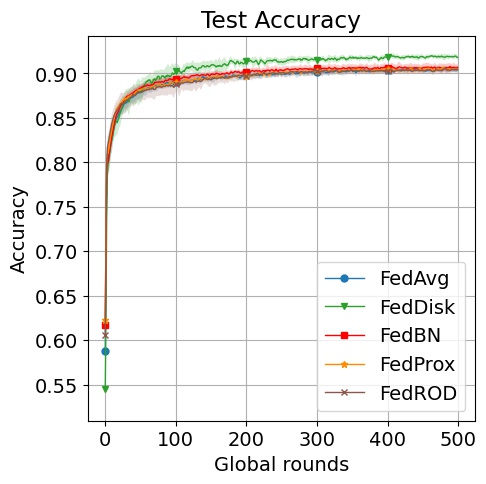 Test Accuracy
Accuracy
0.90
0.85
0.80
0.75
0.70
0.65
0.60
0.55
FedAvg
FedDisk
FedBN
FedProx
FedROD
0 100 200 300 400 500
Global rounds